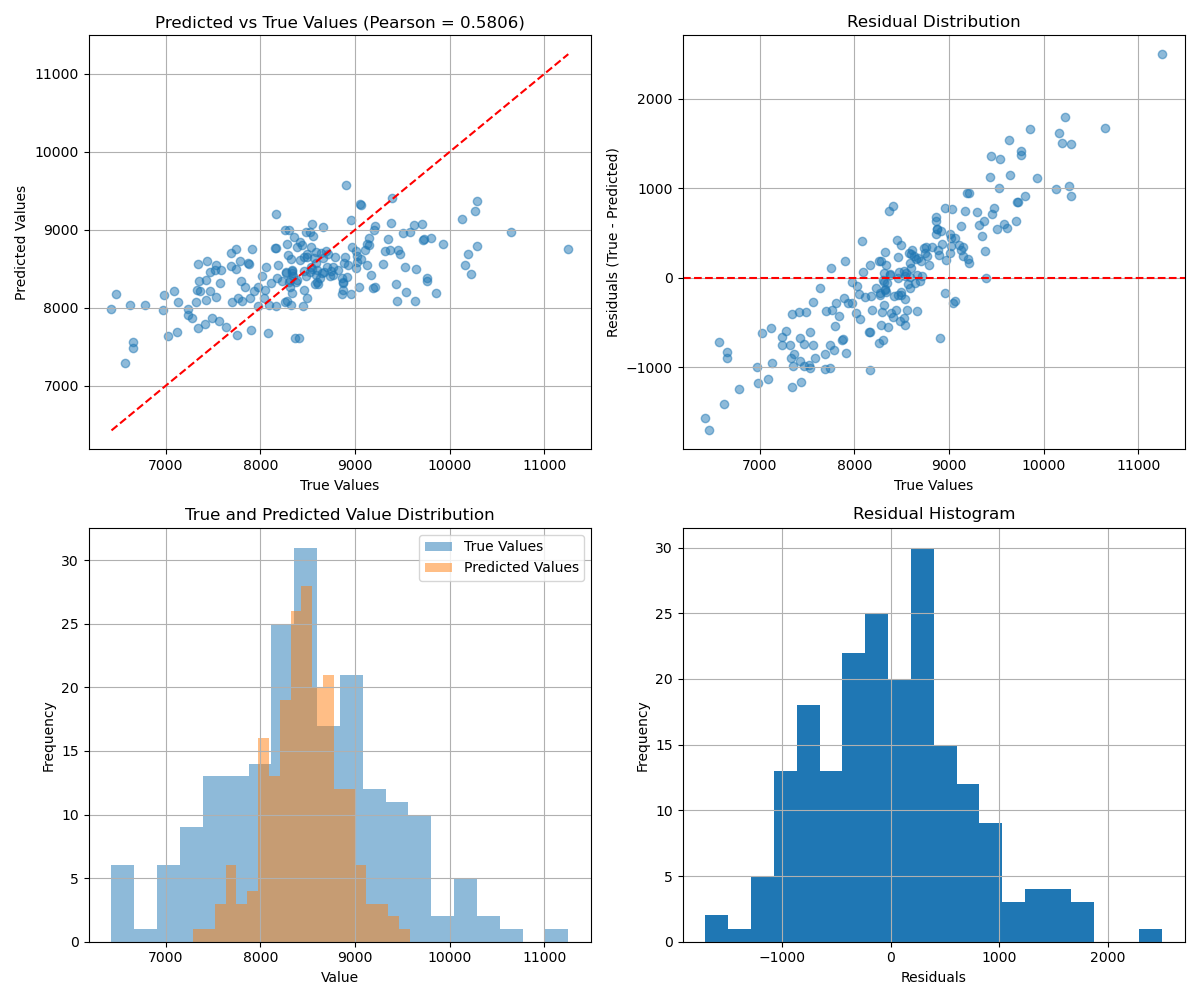 Predicted vs True Values (Pearson = 0.5806)
Predicted Values
11000
10000
9000
8000
7000
7000 8000 9000 10000 11000
True Values
Residual Distribution
Residuals (True - Predicted)
2000
1000
0
−1000
7000 8000 9000 10000 11000
True Values
True and Predicted Value Distribution
True Values
Predicted Values
Frequency
30
25
20
15
10
5
0
7000 8000 9000 10000 11000
Value
Residual Histogram
Frequency
30
25
20
15
10
5
0
−1000 0 1000 2000
Residuals